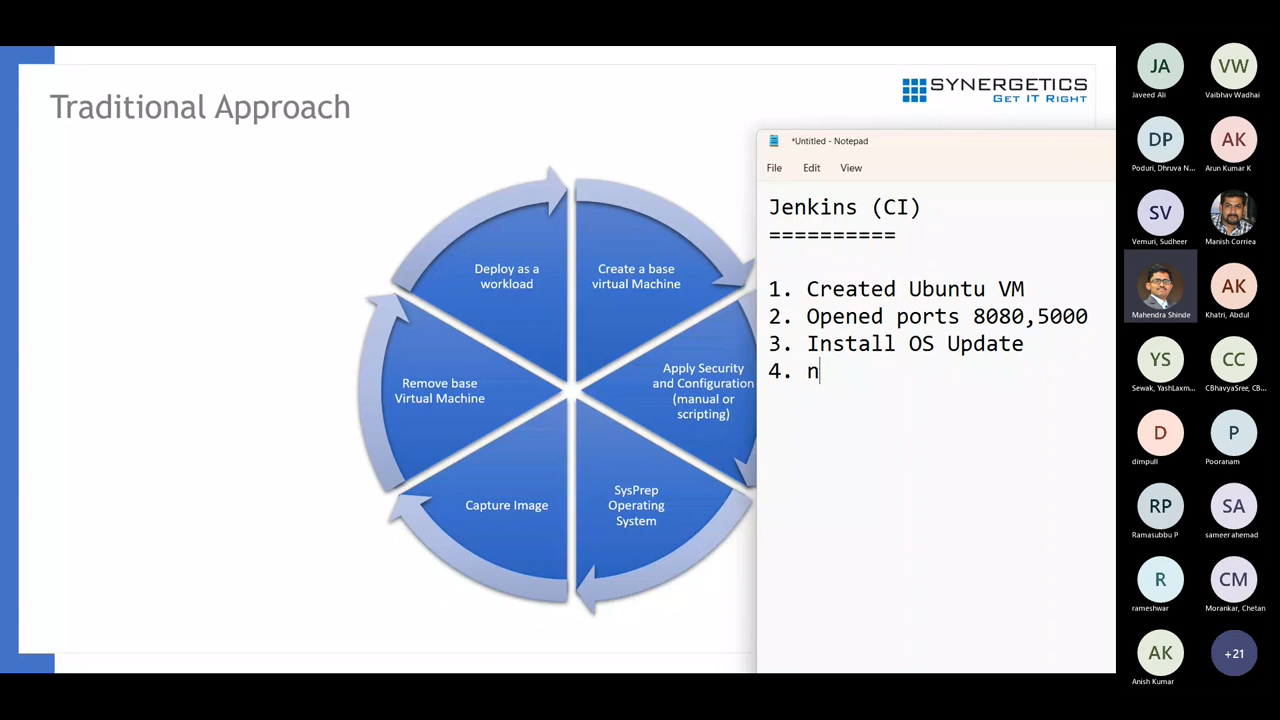 Traditional Approach
SYNERGETICS
GET IT RIGHT
Deploy as a
workload
Create a base
virtual Machine
Apply Security
and Configuration
(manual or
scripting)
SysPrep
Operating
System
Capture Image
Remove base
Virtual Machine
*Untitled - Notepad
File Edit View
Jenkins (CI)
==========
1. Created Ubuntu VM
2. Opened ports 8080,5000
3. Install OS Update
4. n
JA VW
Javeed Ali Vaibhav Wadhai
DP AK
Poduri, Dhruva N... Arun Kumar K
SV
Vemuri, Sudheer Manish Corriea
AK
Mahendra Shinde Khatri, Abdul
YS CC
Sewak, YashLaxm... CBhavyaSree, CB...
D P
dimpull Pooranam
RP SA
Ramasubbu P sameer ahemad
R CM
rameshwar Morankar, Chetan
AK +21
Anish Kumar